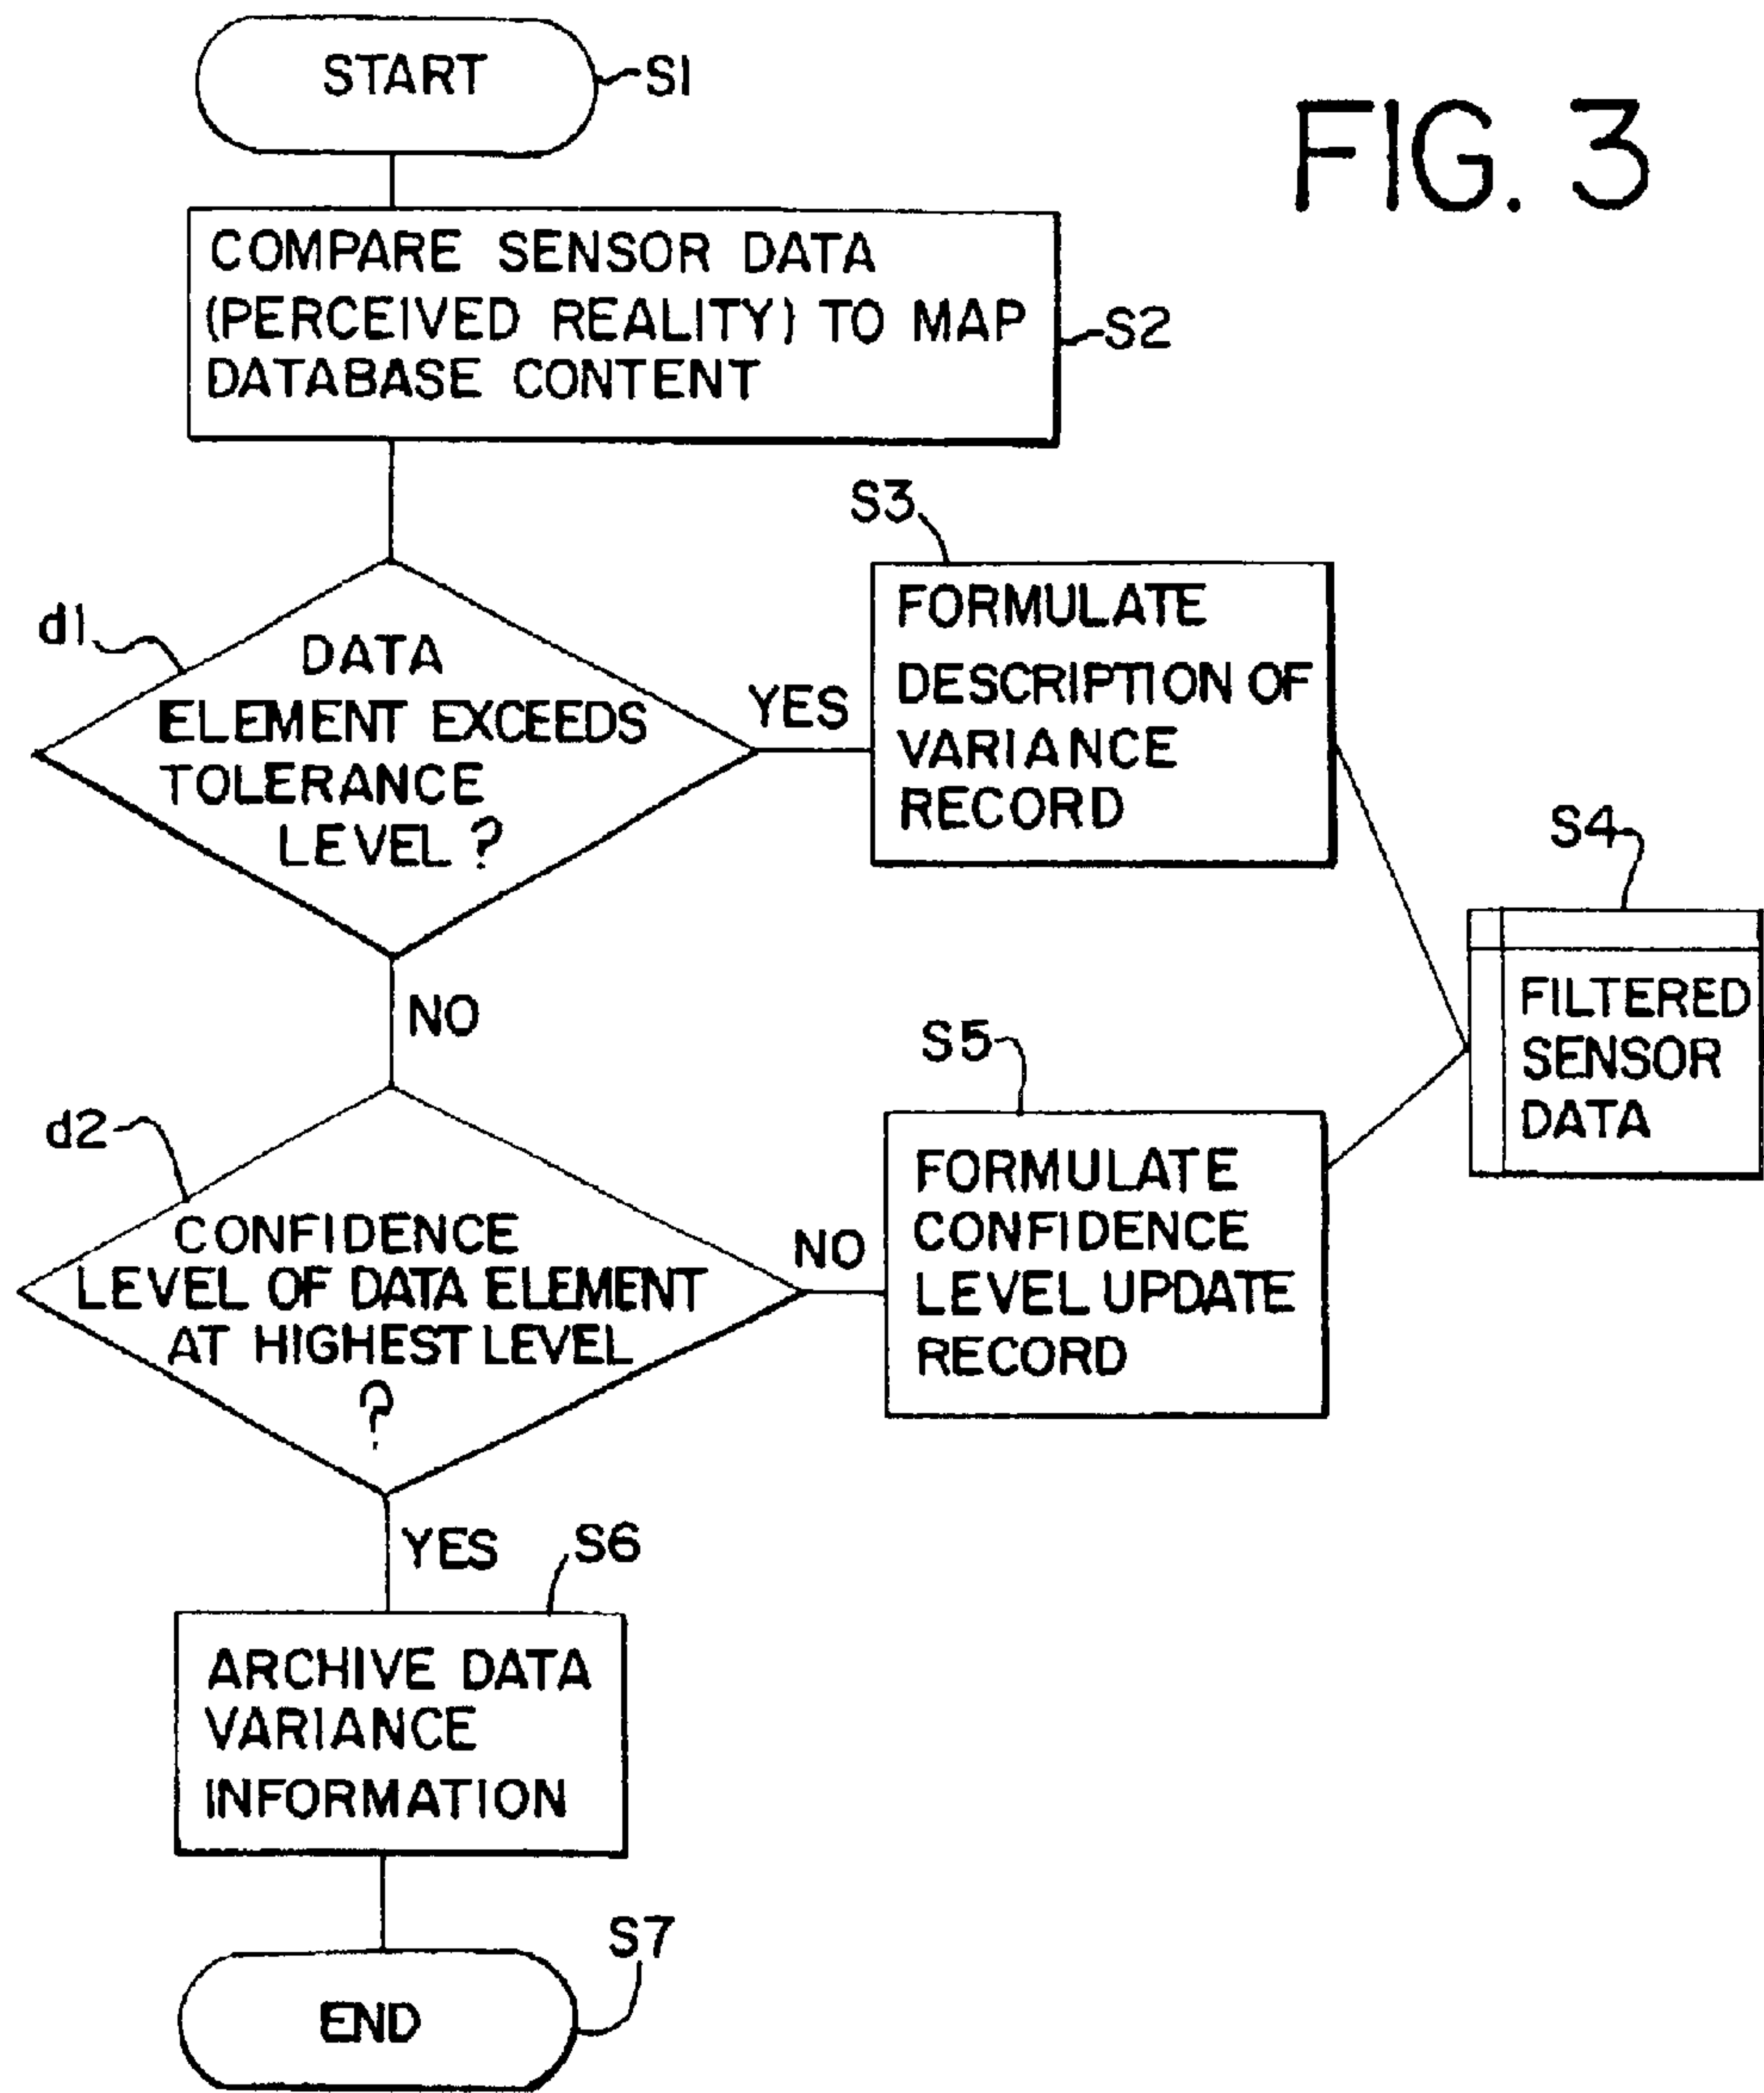 START
S1
FIG. 3
COMPARE SENSOR DATA
(PERCEIVED REALITY) TO MAP
DATABASE CONTENT
S2
d1
DATA
ELEMENT EXCEEDS
TOLERANCE
LEVEL?
YES
S3
FORMULATE
DESCRIPTION OF
VARIANCE
RECORD
S4
FILTERED
SENSOR
DATA
NO
d2
CONFIDENCE
LEVEL OF DATA ELEMENT
AT HIGHEST LEVEL
?
NO
S5
FORMULATE
CONFIDENCE
LEVEL UPDATE
RECORD
YES
S6
ARCHIVE DATA
VARIANCE
INFORMATION
S7
END